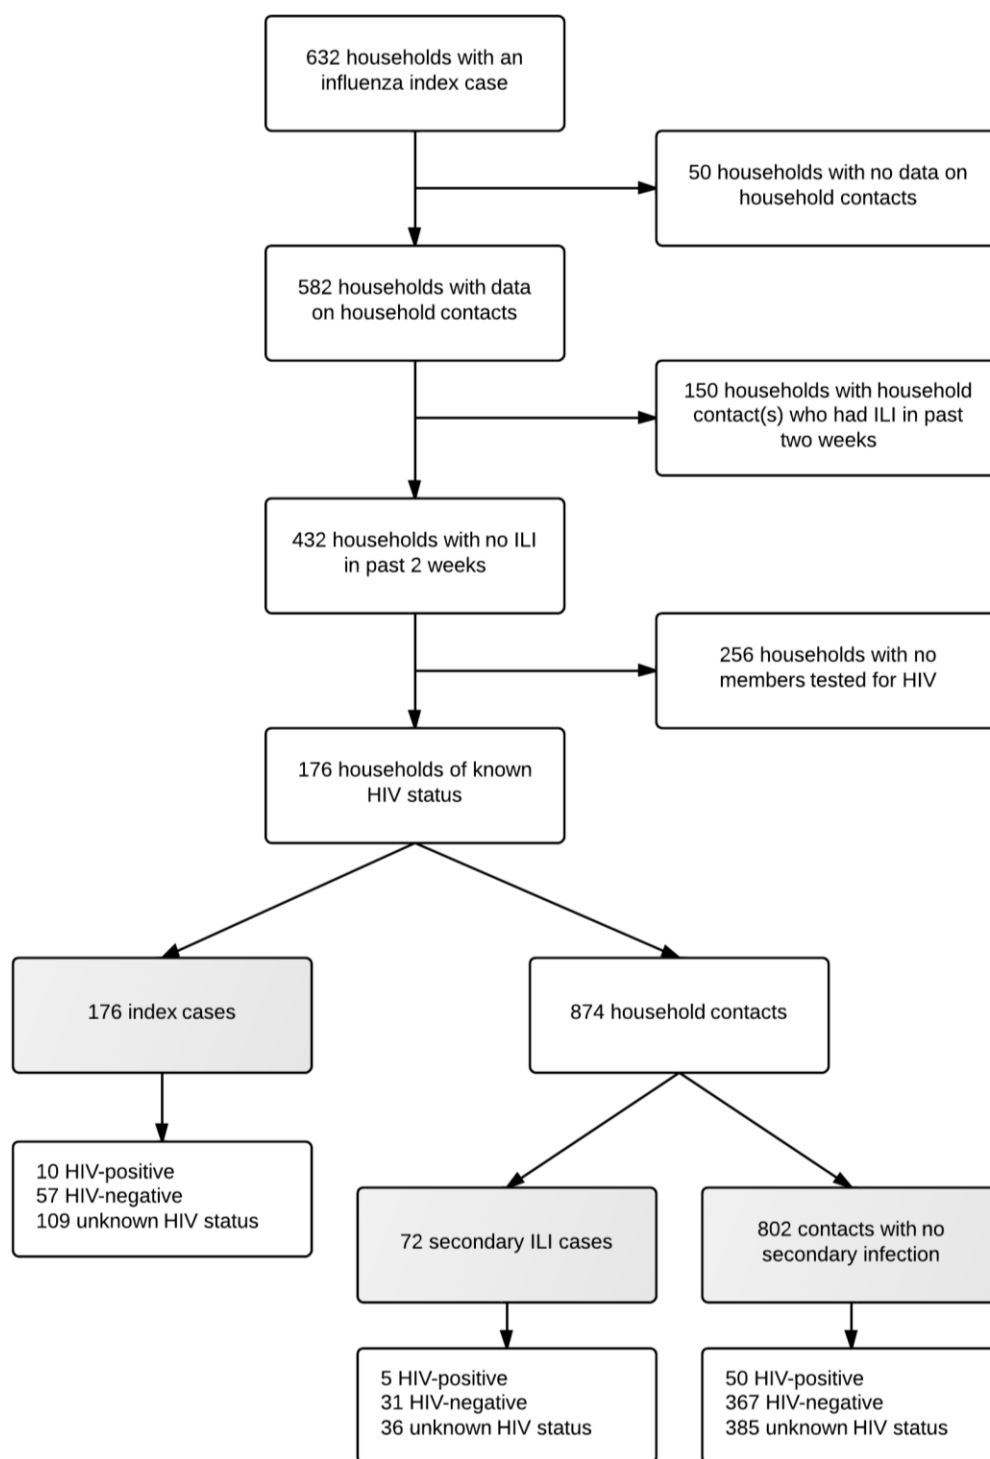 632 households with an
influenza index case
50 households with no data on
household contacts
582 households with data
on household contacts
150 households with household
contact(s) who had ILI in past
two weeks
432 households with no ILI
in past 2 weeks
256 households with no
members tested for HIV
176 households of known
HIV status
176 index cases
874 household contacts
10 HIV-positive
57 HIV-negative
109 unknown HIV status
72 secondary ILI cases
802 contacts with no
secondary infection
5 HIV-positive
31 HIV-negative
36 unknown HIV status
50 HIV-positive
367 HIV-negative
385 unknown HIV status